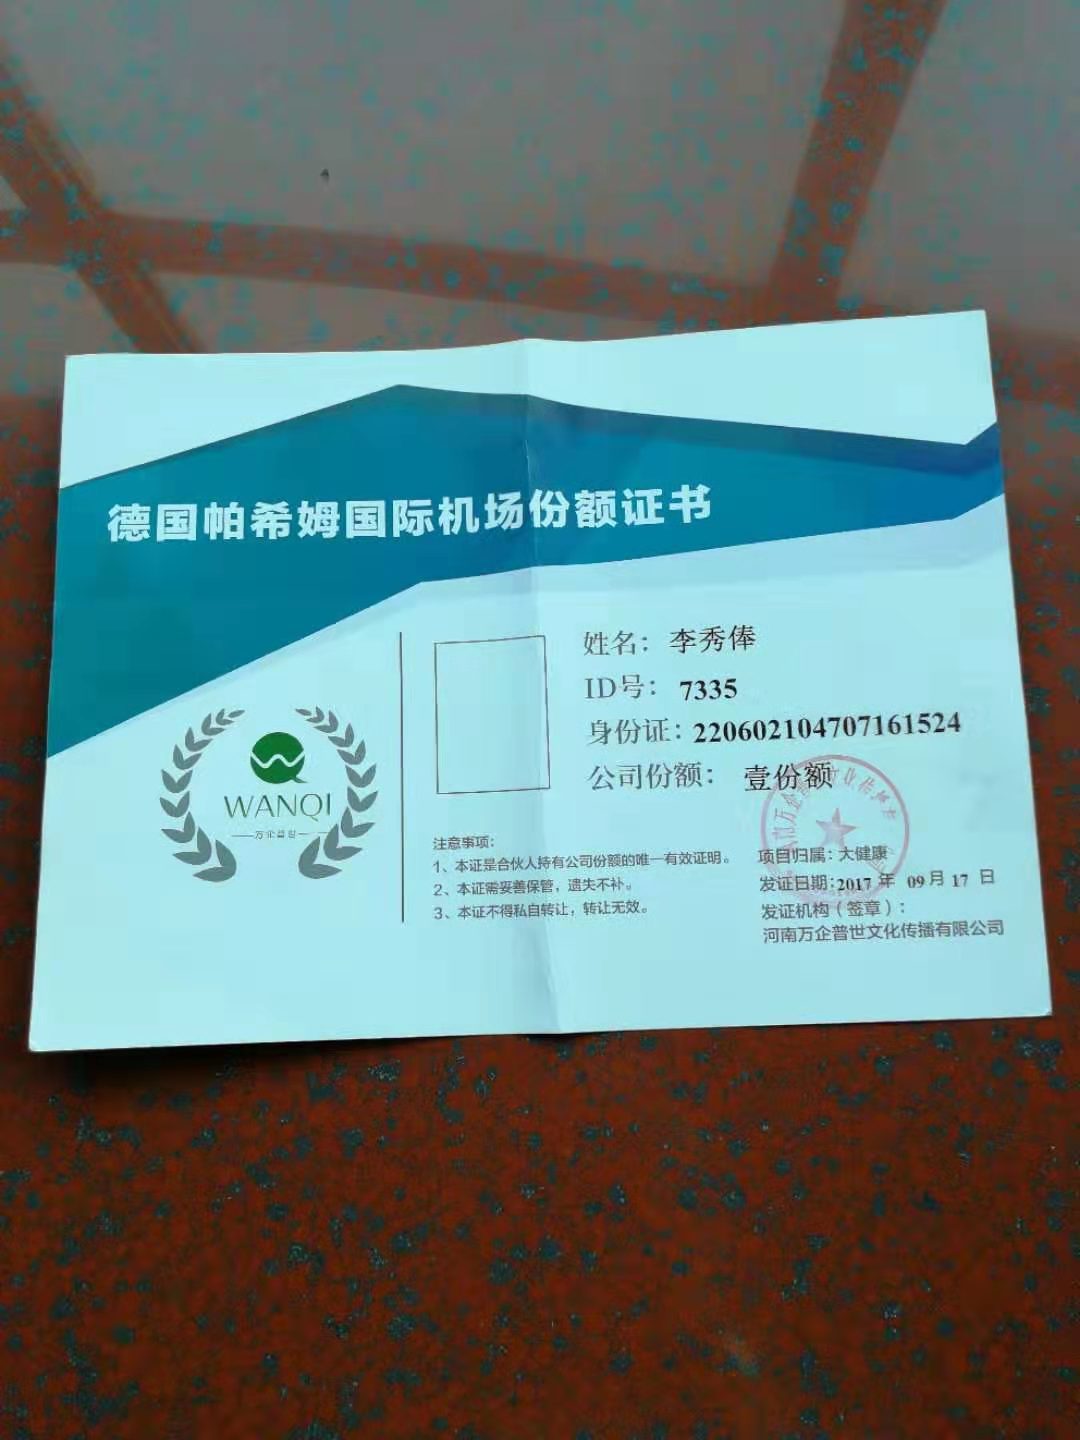 德国帕希姆国际机场份额证书
姓名：李秀俸
ID号：7335
身份证：220602104707161524
公司份额：壹份额
WANQI
万企普世
注意事项：
1、本证是合伙人持有公司份额的唯一有效证明。
2、本证需妥善保管，遗失不补。
3、本证不得私自转让，转让无效。
项目归属：大健康
发证日期：2017 年 09月 17 日
发证机构（签章）：
河南万企普世文化传播有限公司